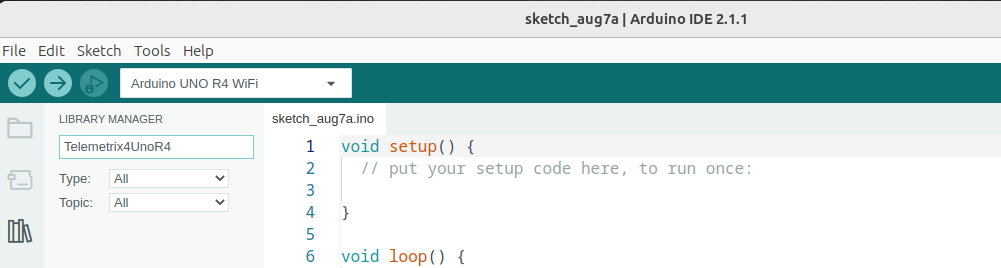 sketch_aug7a | Arduino IDE 2.1.1
File Edit Sketch Tools Help
Arduino UNO R4 WiFi
LIBRARY MANAGER
Telemetrix4UnoR4
Type: All
Topic: All
sketch_aug7a.ino
1 void setup() {
2 // put your setup code here, to run once:
3
4 }
5
6 void loop() {